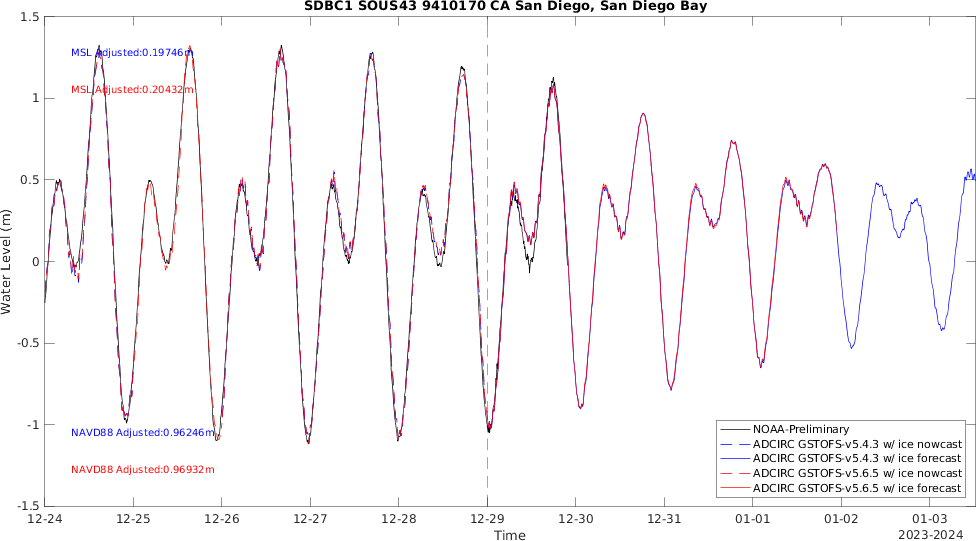 SDBC1 SOUS43 9410170 CA San Diego, San Diego Bay
1.5
1
0.5
0
-0.5
-1
-1.5
Water Level (m)
MSL Adjusted:0.19746m
MSL Adjusted:0.20432m
NAVD88 Adjusted:0.96246m
NAVD88 Adjusted:0.96932m
NOAA-Preliminary
ADCIRC GSTOFS-v5.4.3 w/ ice nowcast
ADCIRC GSTOFS-v5.4.3 w/ ice forecast
ADCIRC GSTOFS-v5.6.5 w/ ice nowcast
ADCIRC GSTOFS-v5.6.5 w/ ice forecast
12-24 12-25 12-26 12-27 12-28 12-29 12-30 12-31 01-01 01-02 01-03
Time
2023-2024